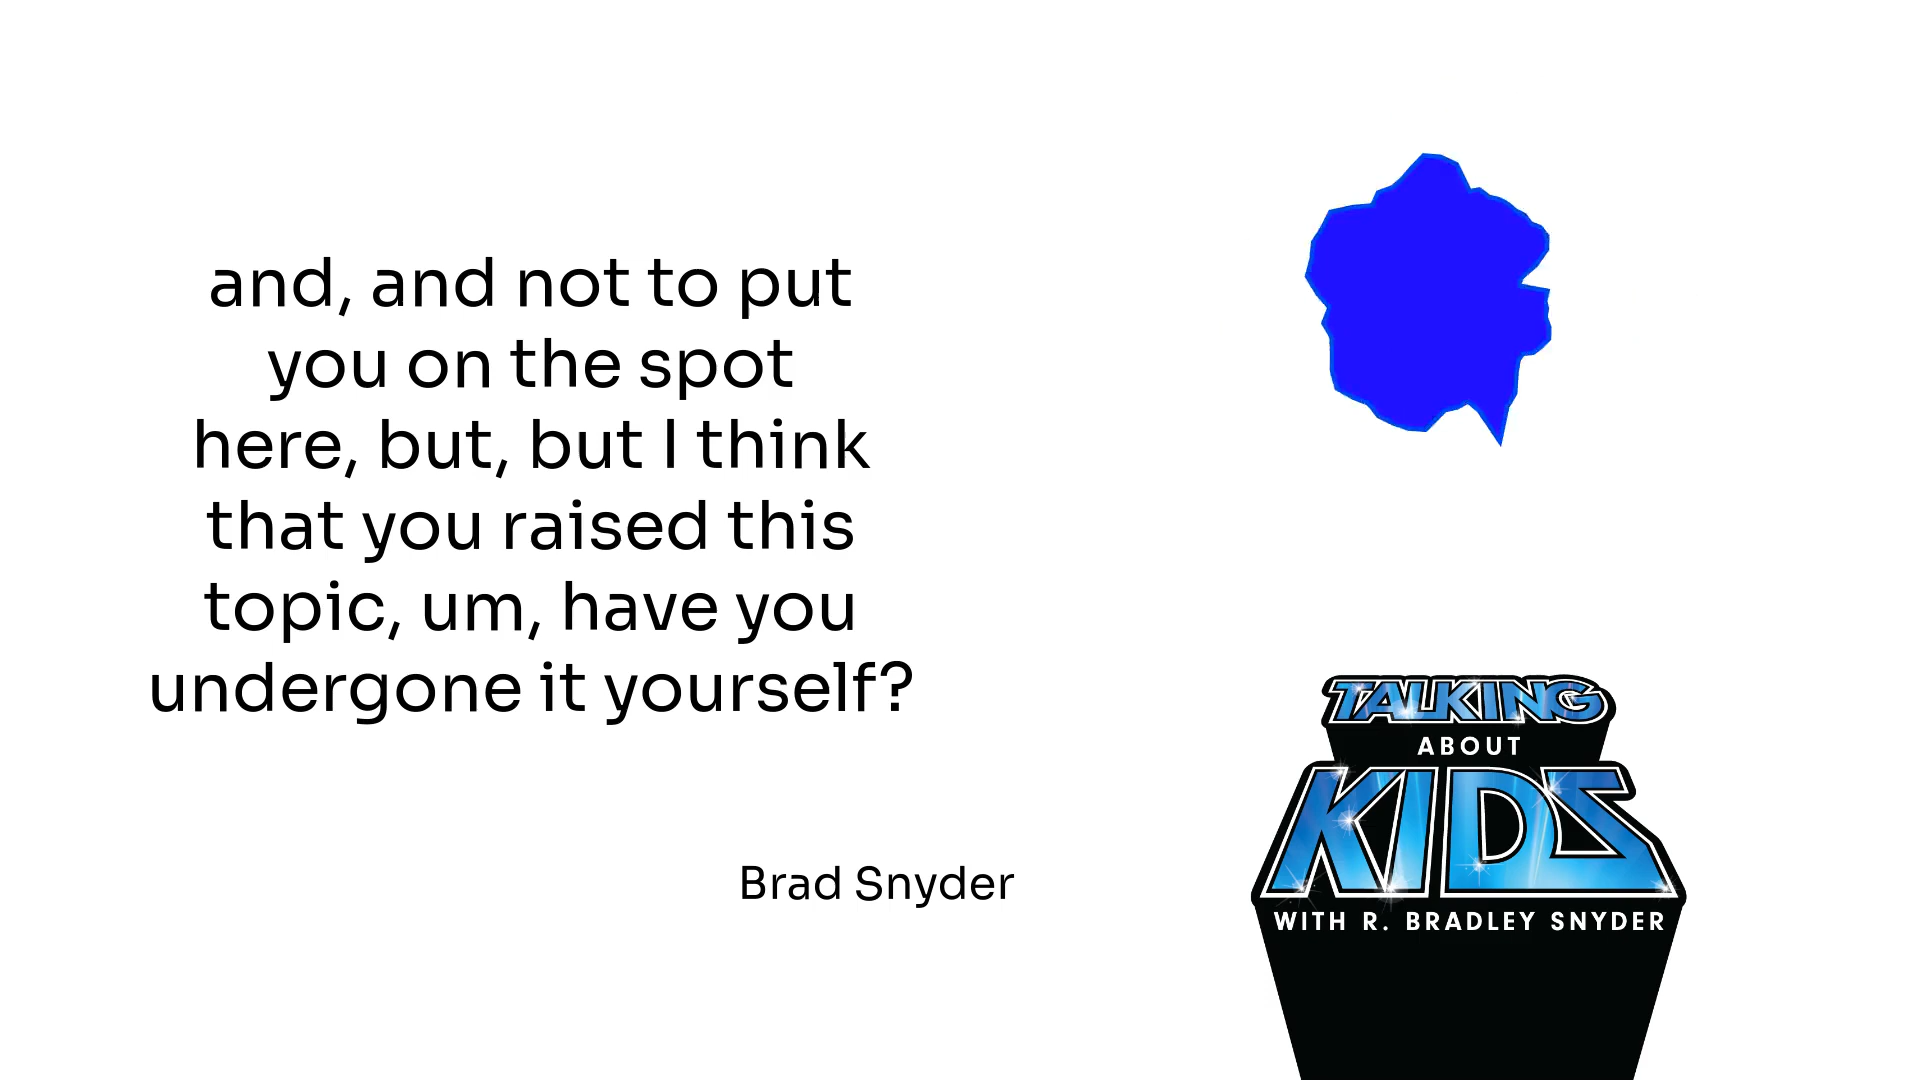 and, and not to put
you on the spot
here, but, but I think
that you raised this
topic, um, have you
undergone it yourself?
Brad Snyder
TALKING
ABOUT
KIDS
WITH R. BRADLEY SNYDER